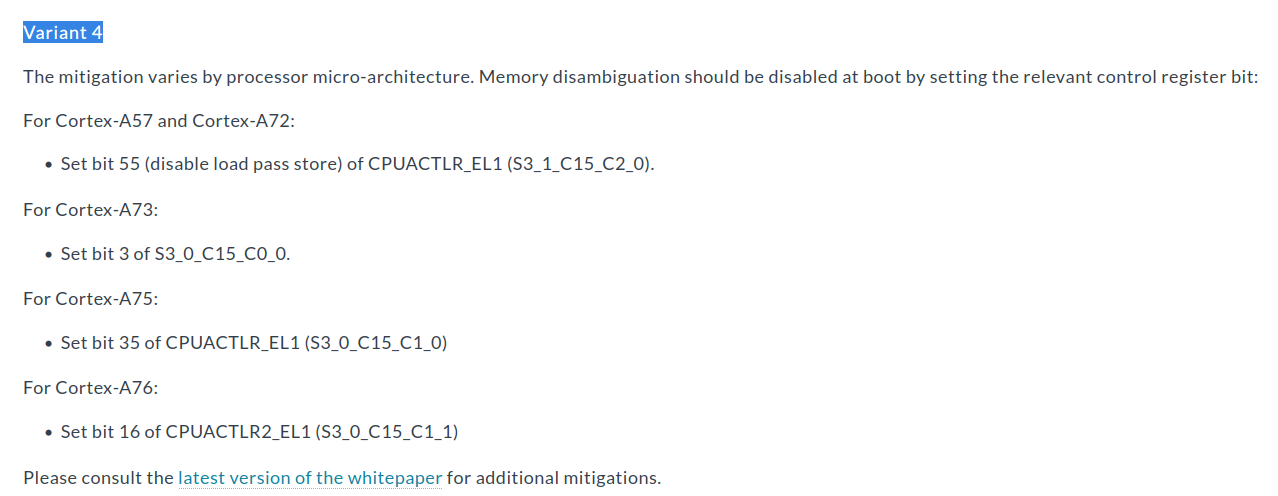 Variant 4
The mitigation varies by processor micro-architecture. Memory disambiguation should be disabled at boot by setting the relevant control register bit:
For Cortex-A57 and Cortex-A72:
• Set bit 55 (disable load pass store) of CPUACTLR_EL1 (S3_1_C15_C2_0).
For Cortex-A73:
• Set bit 3 of S3_0_C15_C0_0.
For Cortex-A75:
• Set bit 35 of CPUACTLR_EL1 (S3_0_C15_C1_0)
For Cortex-A76:
• Set bit 16 of CPUACTLR2_EL1 (S3_0_C15_C1_1)
Please consult the latest version of the whitepaper for additional mitigations.